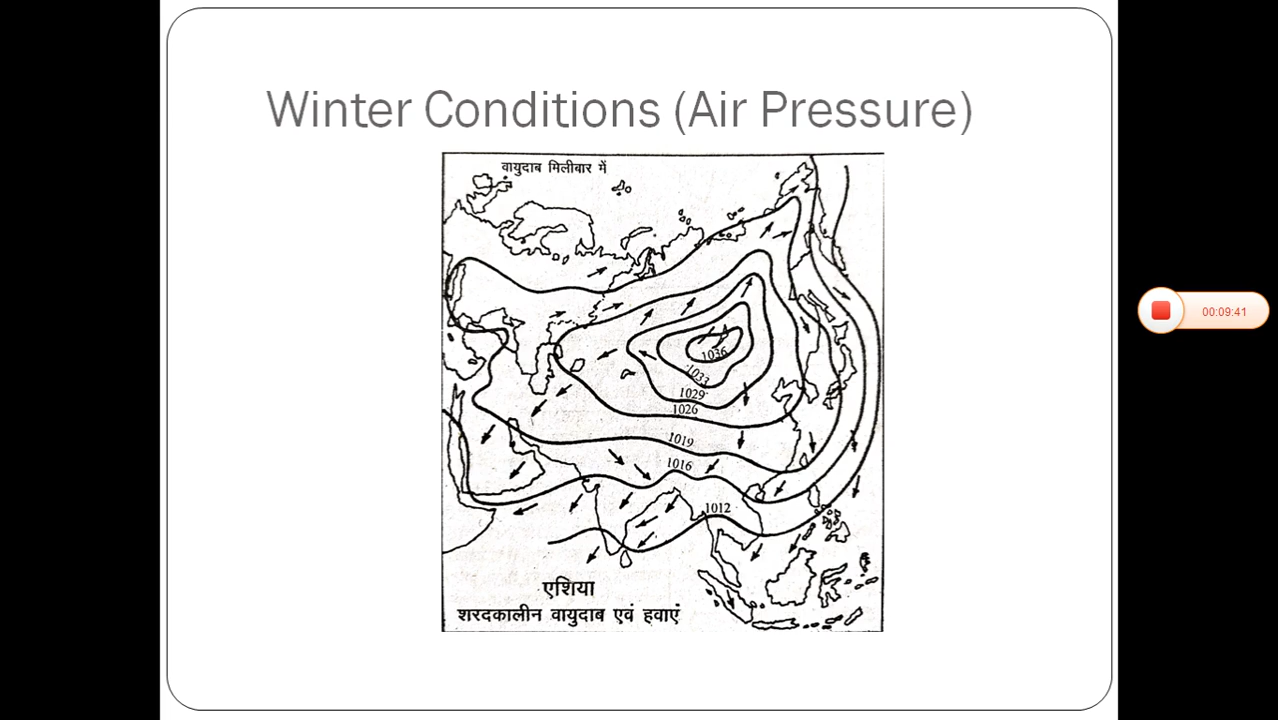 Winter Conditions (Air Pressure)
वायुदाब मिलीबार में
1036
1033
1029
1026
1019
1016
1012
एशिया
शरदकालीन वायुदाब एवं हवाएं
00:09:41